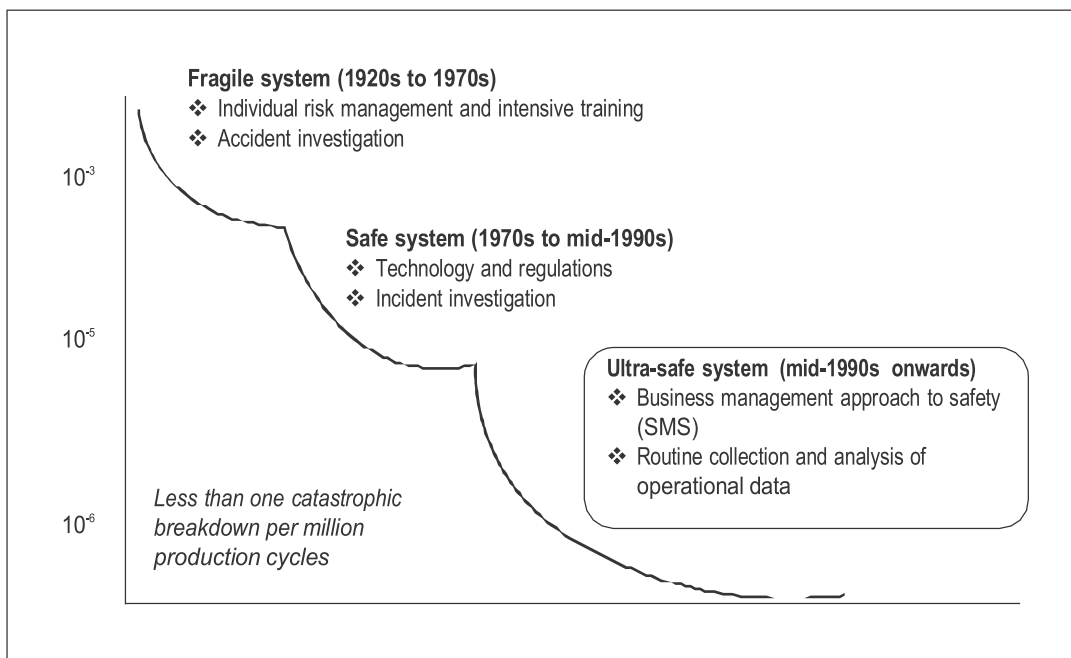 Fragile system (1920s to 1970s)
❖ Individual risk management and intensive training
❖ Accident investigation
10⁻³
Safe system (1970s to mid-1990s)
❖ Technology and regulations
❖ Incident investigation
10⁻⁵
Ultra-safe system (mid-1990s onwards)
❖ Business management approach to safety
(SMS)
❖ Routine collection and analysis of
operational data
Less than one catastrophic
breakdown per million
production cycles
10⁻⁶